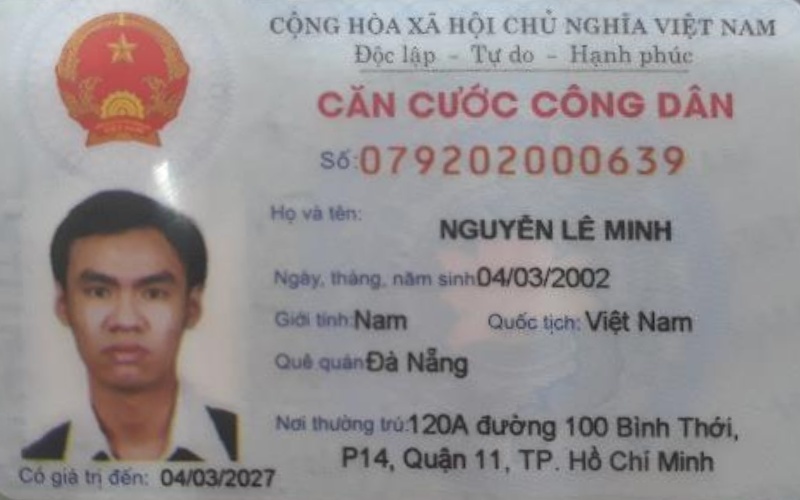 CỘNG HÒA XÃ HỘI CHỦ NGHĨA VIỆT NAM
Độc lập - Tự do - Hạnh phúc
CĂN CƯỚC CÔNG DÂN
Số: 079202000639
Họ và tên:
NGUYỄN LÊ MINH
Ngày, tháng, năm sinh 04/03/2002
Giới tính: Nam Quốc tịch: Việt Nam
Quê quán Đà Nẵng
Nơi thường trú: 120A đường 100 Bình Thới,
P14, Quận 11, TP. Hồ Chí Minh
Có giá trị đến: 04/03/2027